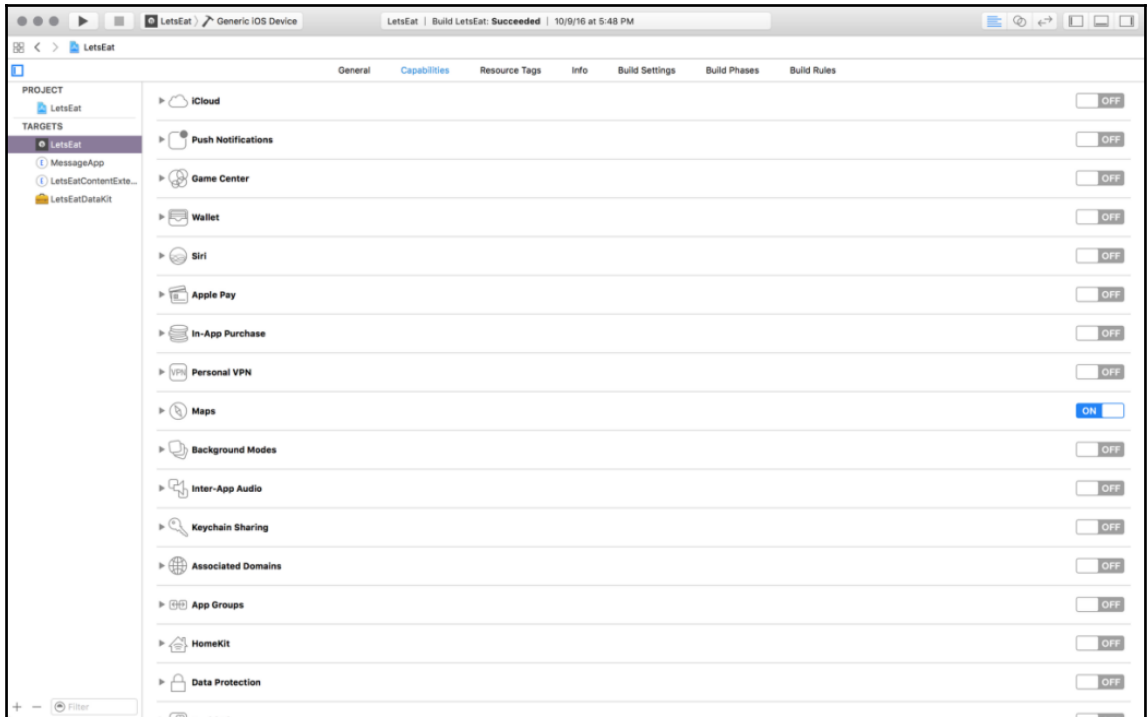 LetsEat Generic iOS Device LetsEat | Build LetsEat: Succeeded | 10/9/16 at 5:48 PM
LetsEat
General Capabilities Resource Tags Info Build Settings Build Phases Build Rules
PROJECT
LetsEat
TARGETS
LetsEat
MessageApp
LetsEatContentExte...
LetsEatDataKit
iCloud OFF
Push Notifications OFF
Game Center OFF
Wallet OFF
Siri OFF
Apple Pay OFF
In-App Purchase OFF
VPN Personal VPN OFF
Maps ON
Background Modes OFF
Inter-App Audio OFF
Keychain Sharing OFF
Associated Domains OFF
App Groups OFF
HomeKit OFF
Data Protection OFF
Filter